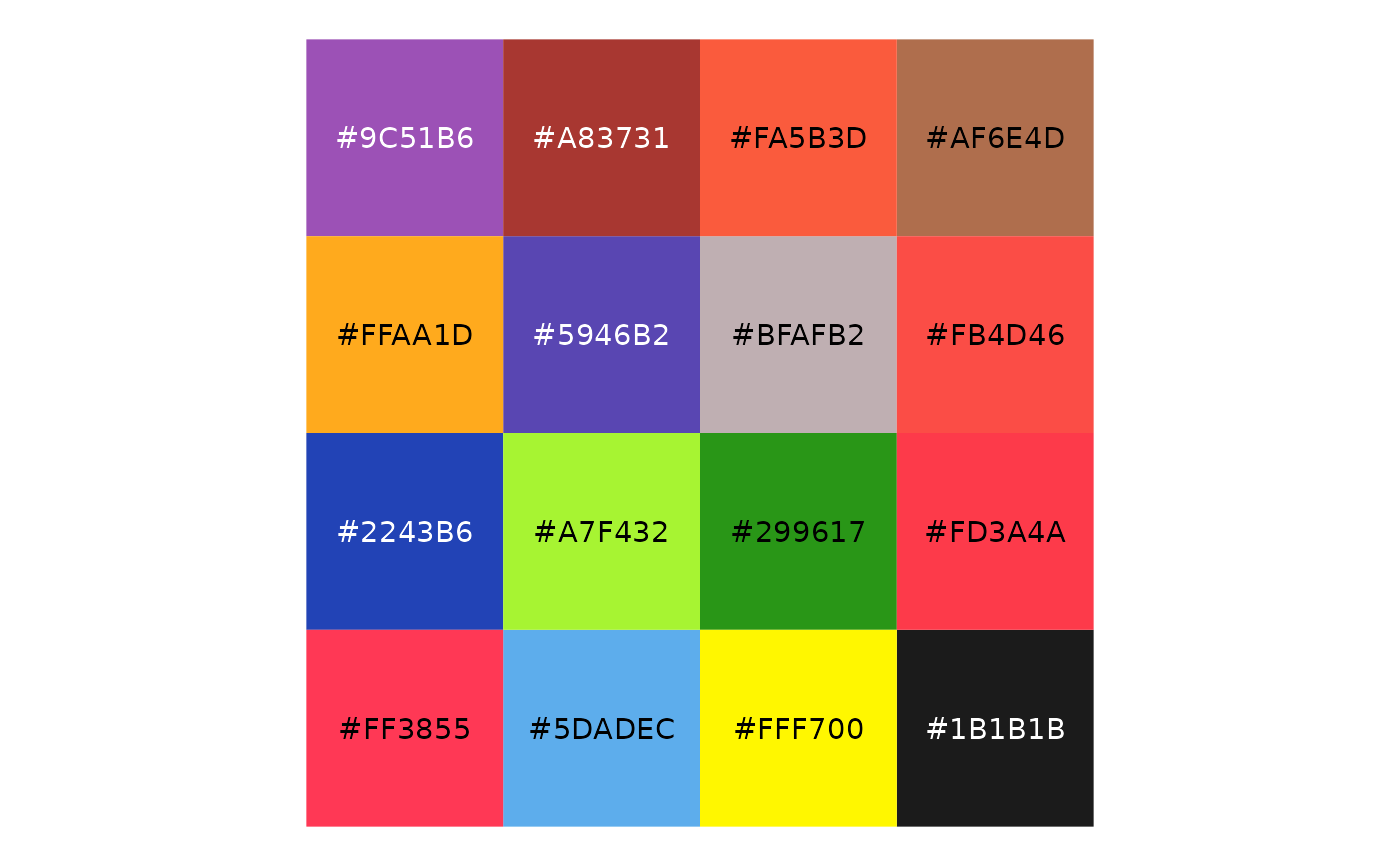 #9C51B6 #A83731 #FA5B3D #AF6E4D
#FFAA1D #5946B2 #BFAFB2 #FB4D46
#2243B6 #A7F432 #299617 #FD3A4A
#FF3855 #5DADEC #FFF700 #1B1B1B